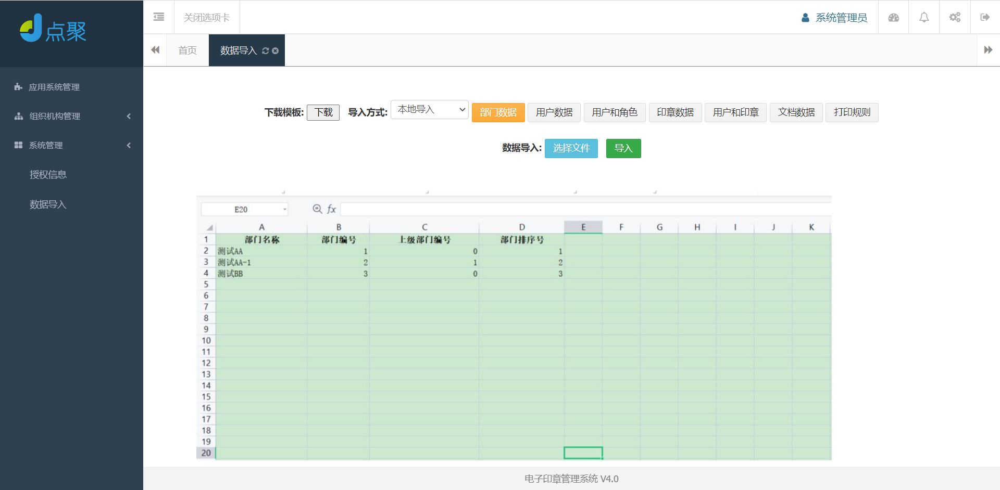 点聚
关闭选项卡
系统管理员
首页
数据导入
应用系统管理
组织机构管理
系统管理
授权信息
数据导入
下载模板: 下载 导入方式: 本地导入 部门数据 用户数据 用户和角色 印章数据 用户和印章 文档数据 打印规则
数据导入: 选择文件 导入
E20 fx
A B C D E F G H I J K
1 部门名称 部门编号 上级部门编号 部门排序号
2 测试AA 1 0 1
3 测试AA-1 2 1 2
4 测试BB 3 0 3
5
6
7
8
9
10
11
12
13
14
15
16
17
18
19
20
电子印章管理系统 V4.0